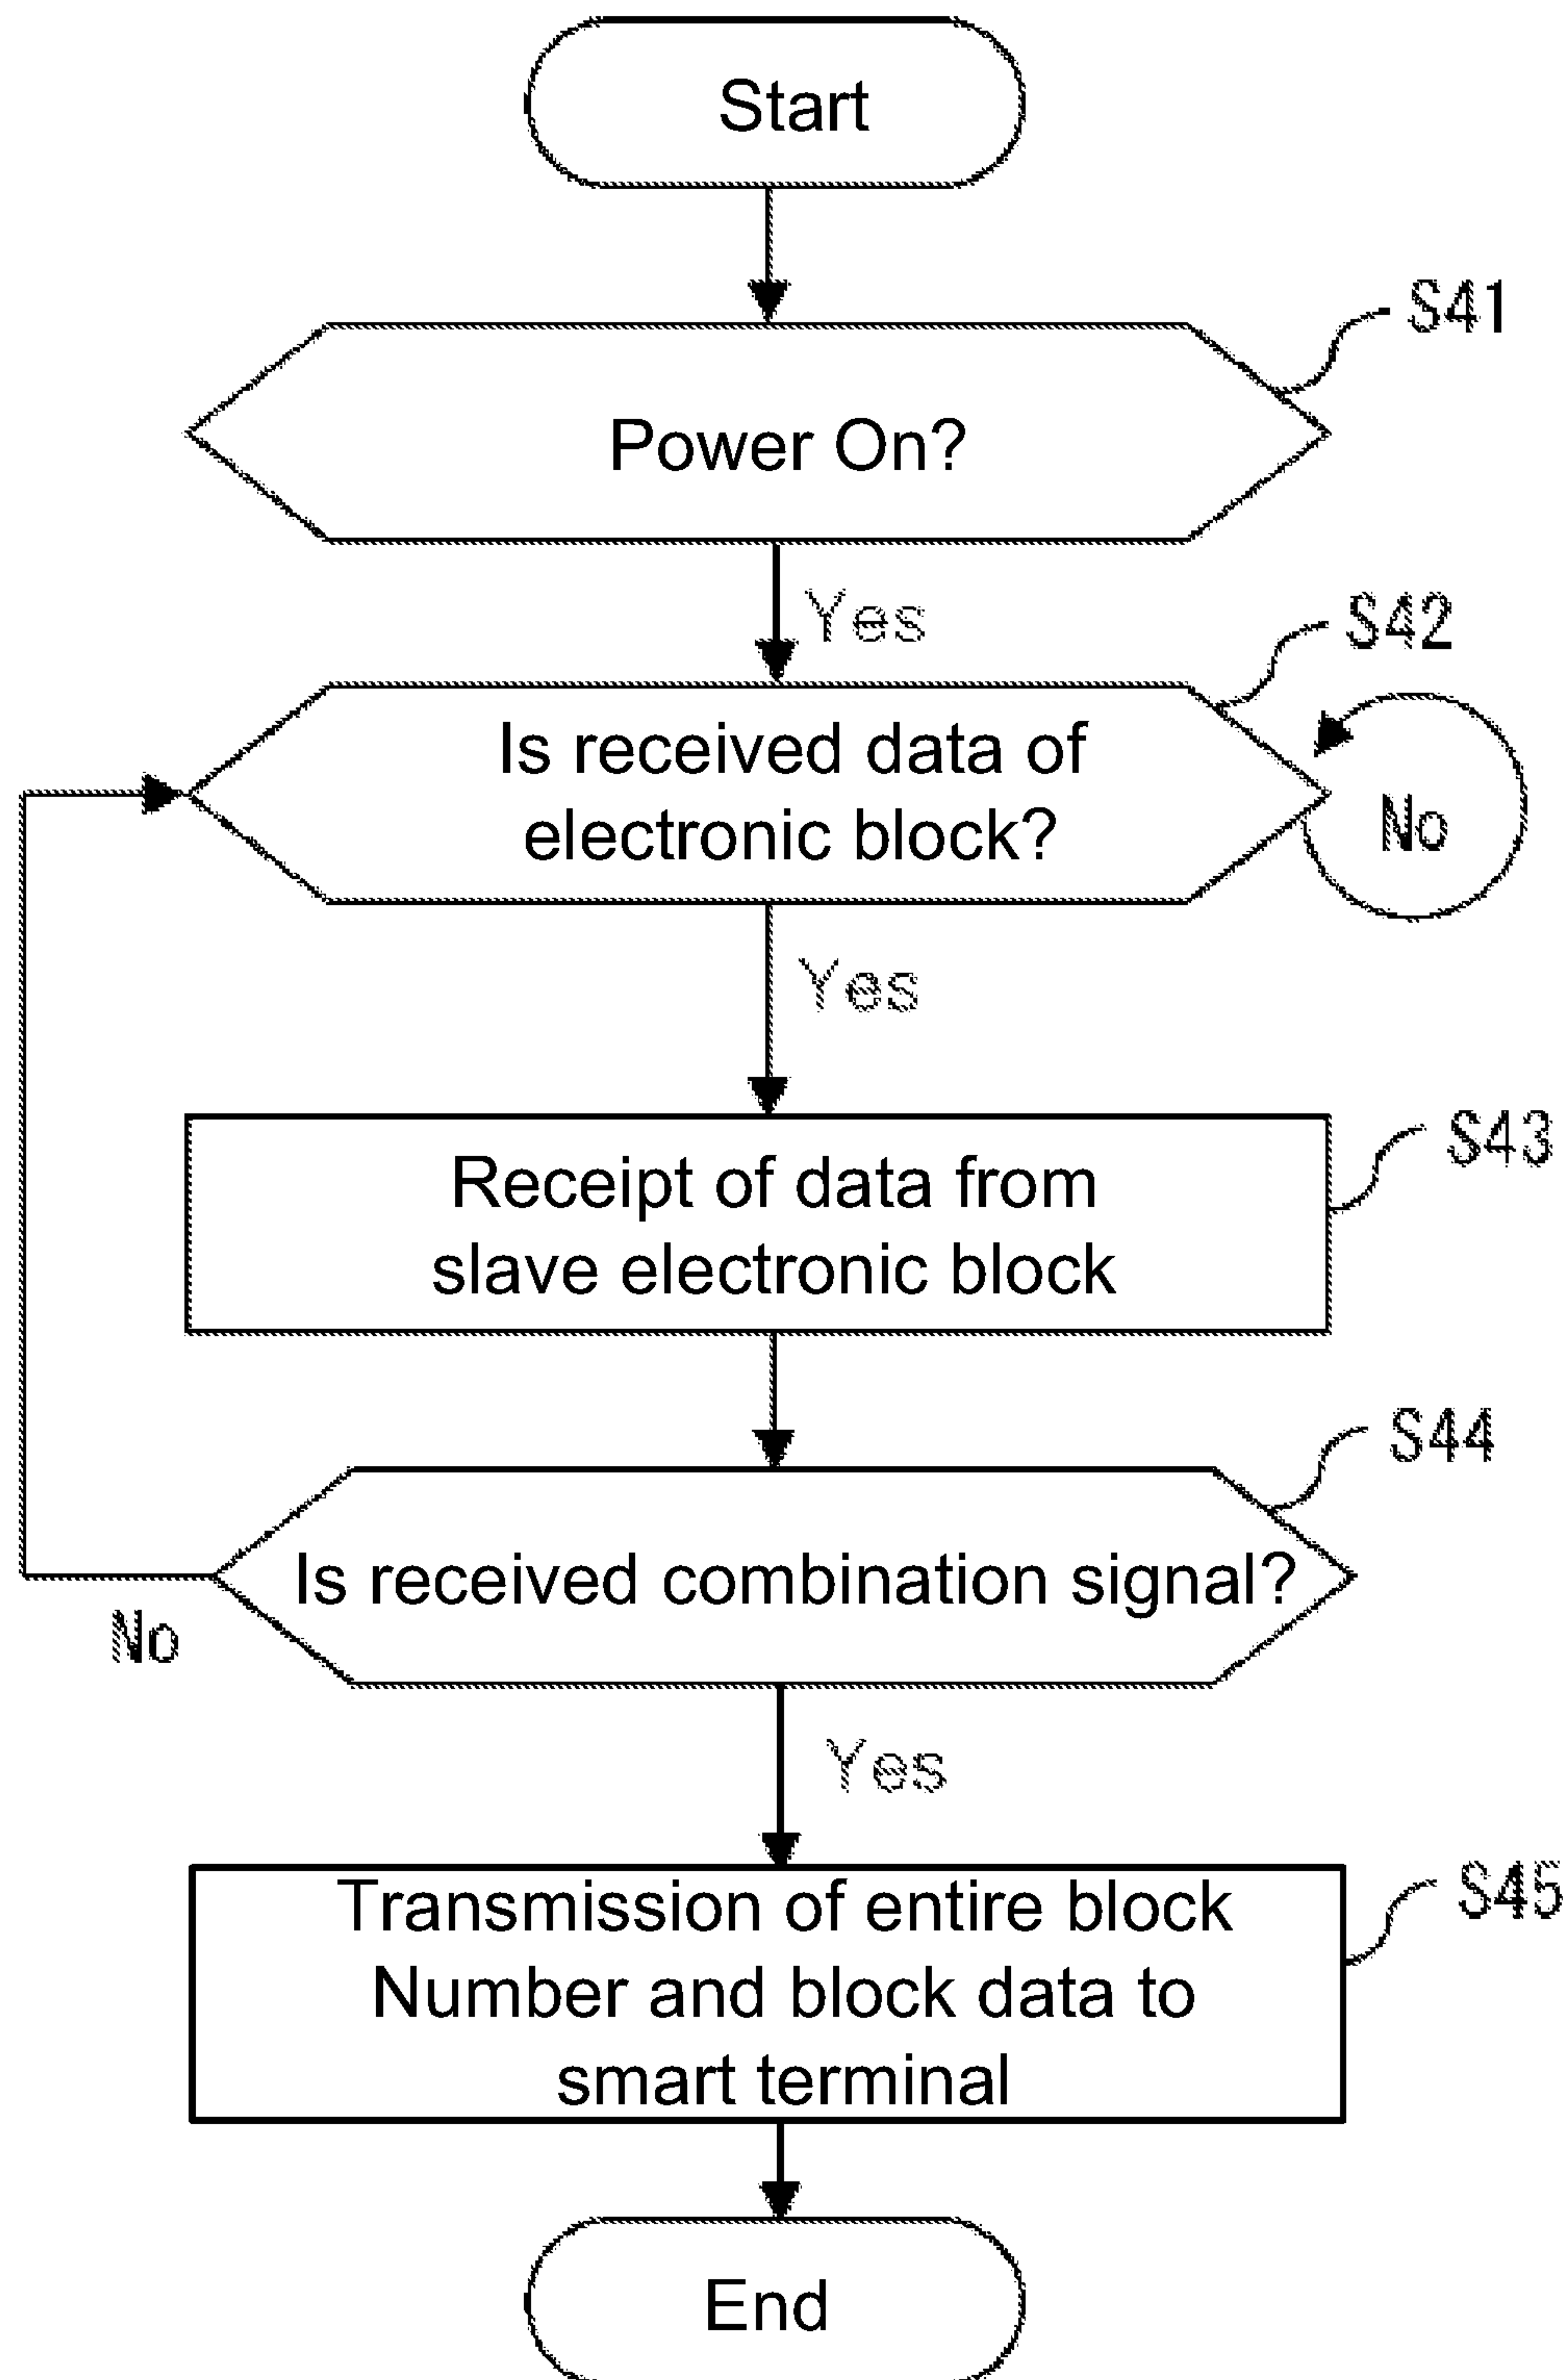 Start
S41
Power On?
Yes
S42
Is received data of
electronic block?
No
Yes
S43
Receipt of data from
slave electronic block
S44
Is received combination signal?
No
Yes
S45
Transmission of entire block
Number and block data to
smart terminal
End